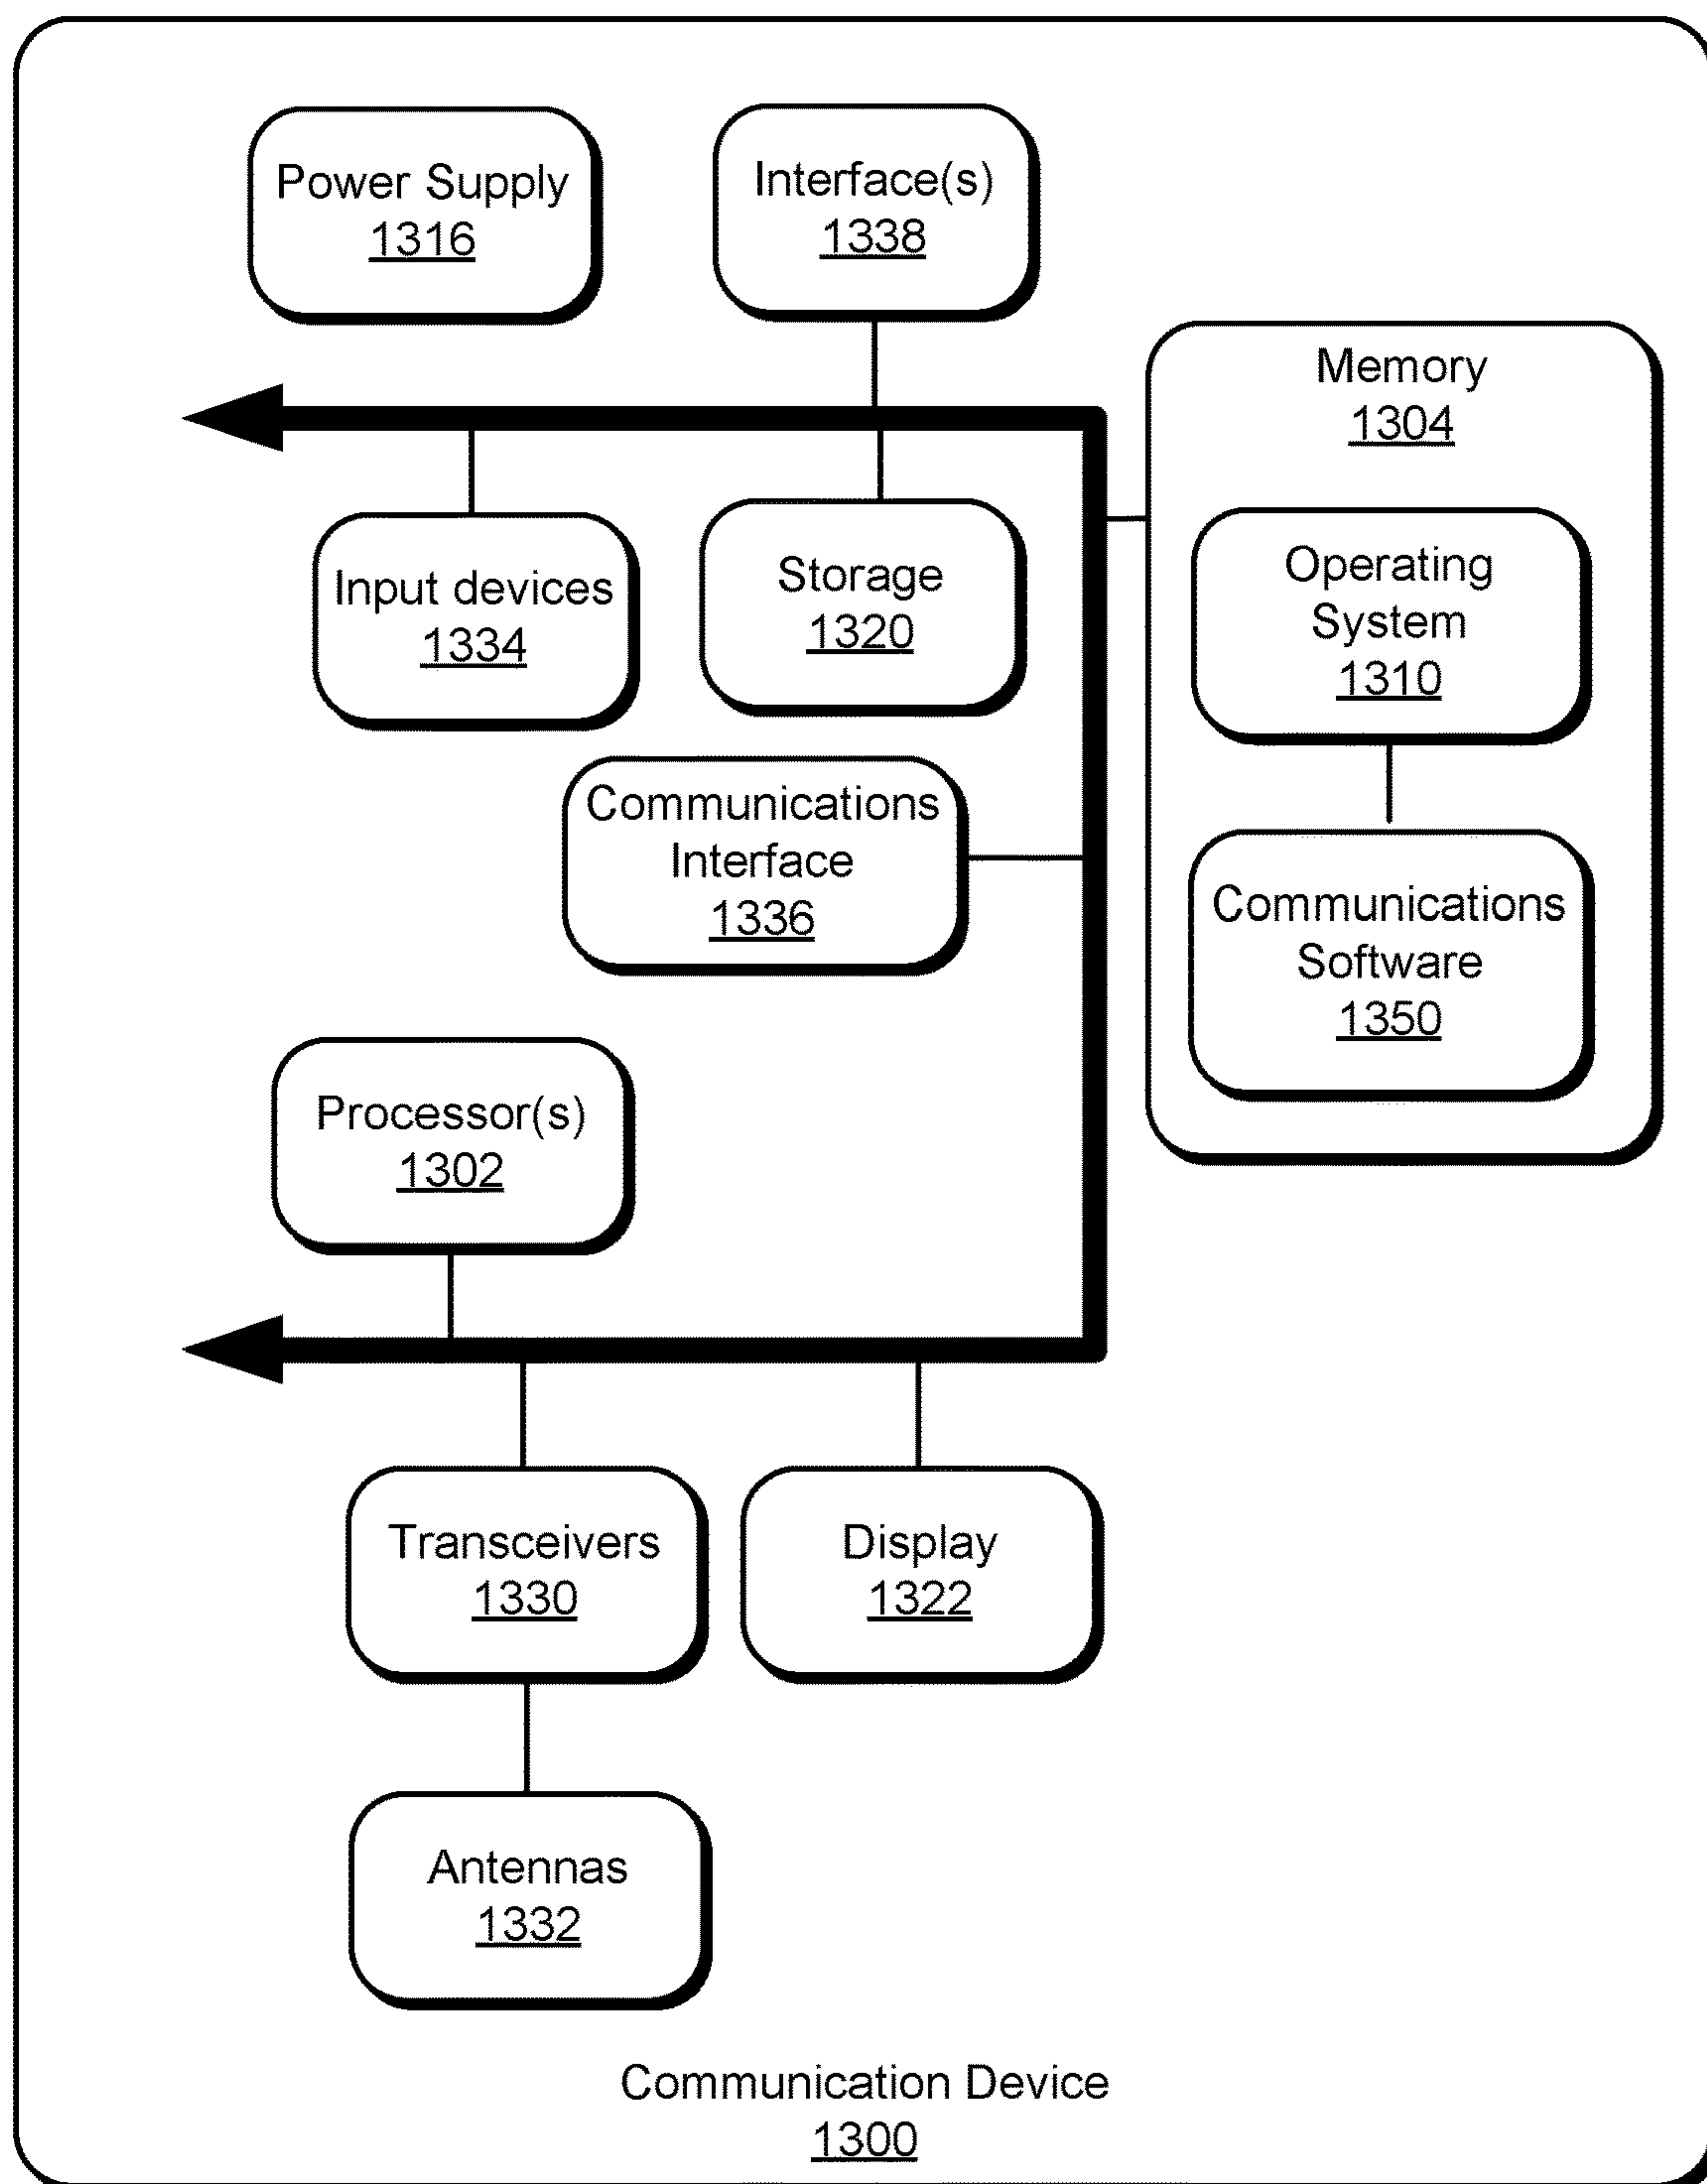 Power Supply
1316
Interface(s)
1338
Memory
1304
Input devices
1334
Storage
1320
Operating
System
1310
Communications
Interface
1336
Communications
Software
1350
Processor(s)
1302
Transceivers
1330
Display
1322
Antennas
1332
Communication Device
1300